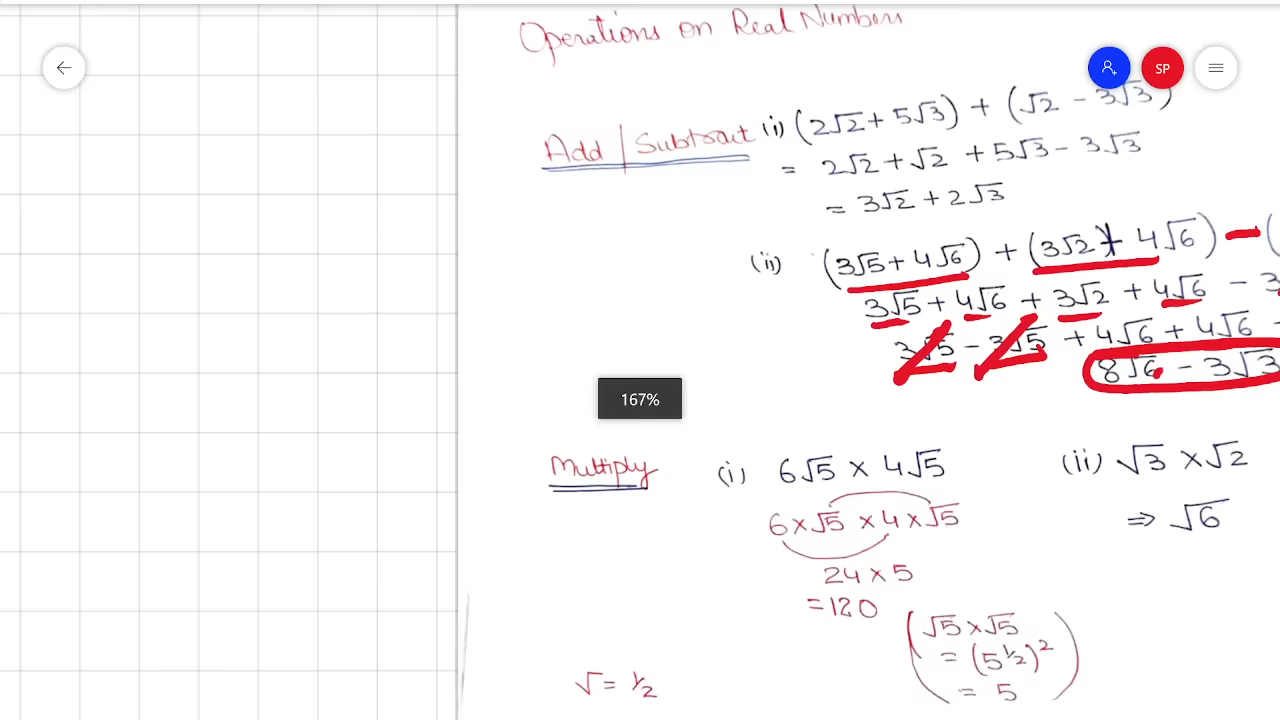 Operations on Real Numbers
SP
Add / Subtract (i) (2√2 + 5√3) + (√2 - 3√3)
= 2√2 + √2 + 5√3 - 3√3
= 3√2 + 2√3
(ii) (3√5 + 4√6) + (3√2 + 4√6) - (
3√5 + 4√6 + 3√2 + 4√6 - 3
3√5 - 3√5 + 4√6 + 4√6 -
8√6 - 3√3
167%
Multiply (i) 6√5 × 4√5 (ii) √3 × √2
6 × √5 × 4 × √5 ⇒ √6
24 × 5
= 120
(√5 × √5
= (5^1/2)^2
= 5)
√ = 1/2